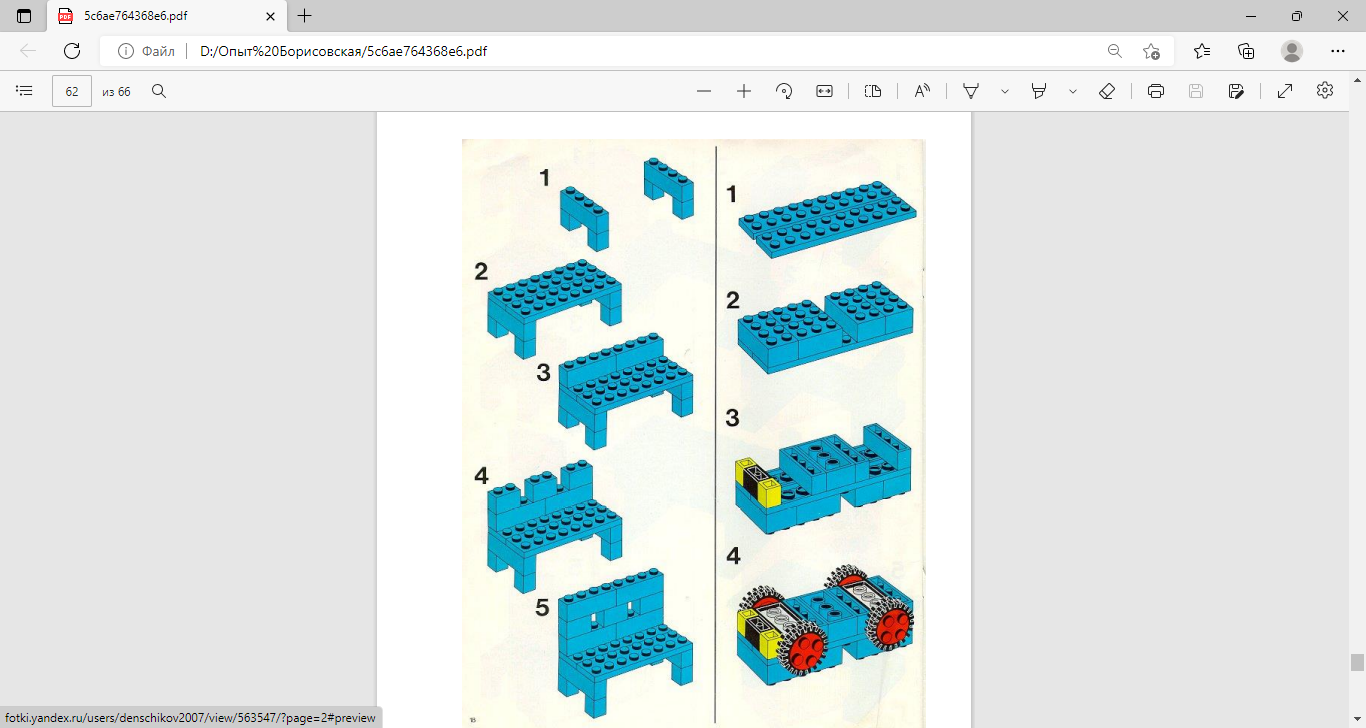 5c6ae764368e6.pdf
Файл
D:/Опыт%20Борисовская/5c6ae764368e6.pdf
62 из 66
1
2
3
4
5
1
2
3
4
fotki.yandex.ru/users/denschikov2007/view/563547/?page=2#preview